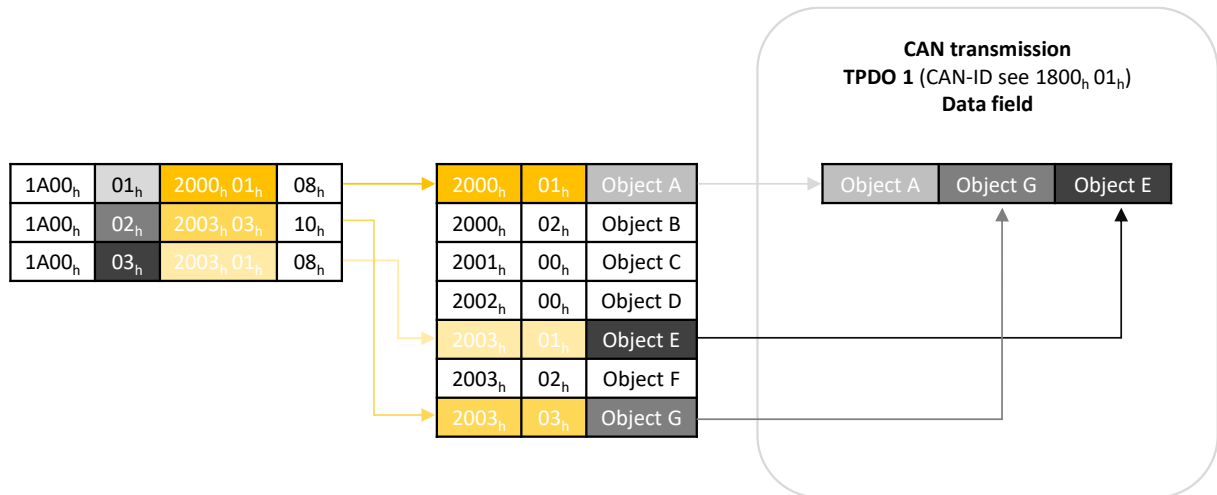 CAN transmission
TPDO 1 (CAN-ID see 1800h 01h)
Data field
1A00h 01h 2000h 01h 08h
1A00h 02h 2003h 03h 10h
1A00h 03h 2003h 01h 08h
2000h 01h Object A
2000h 02h Object B
2001h 00h Object C
2002h 00h Object D
2003h 01h Object E
2003h 02h Object F
2003h 03h Object G
Object A Object G Object E